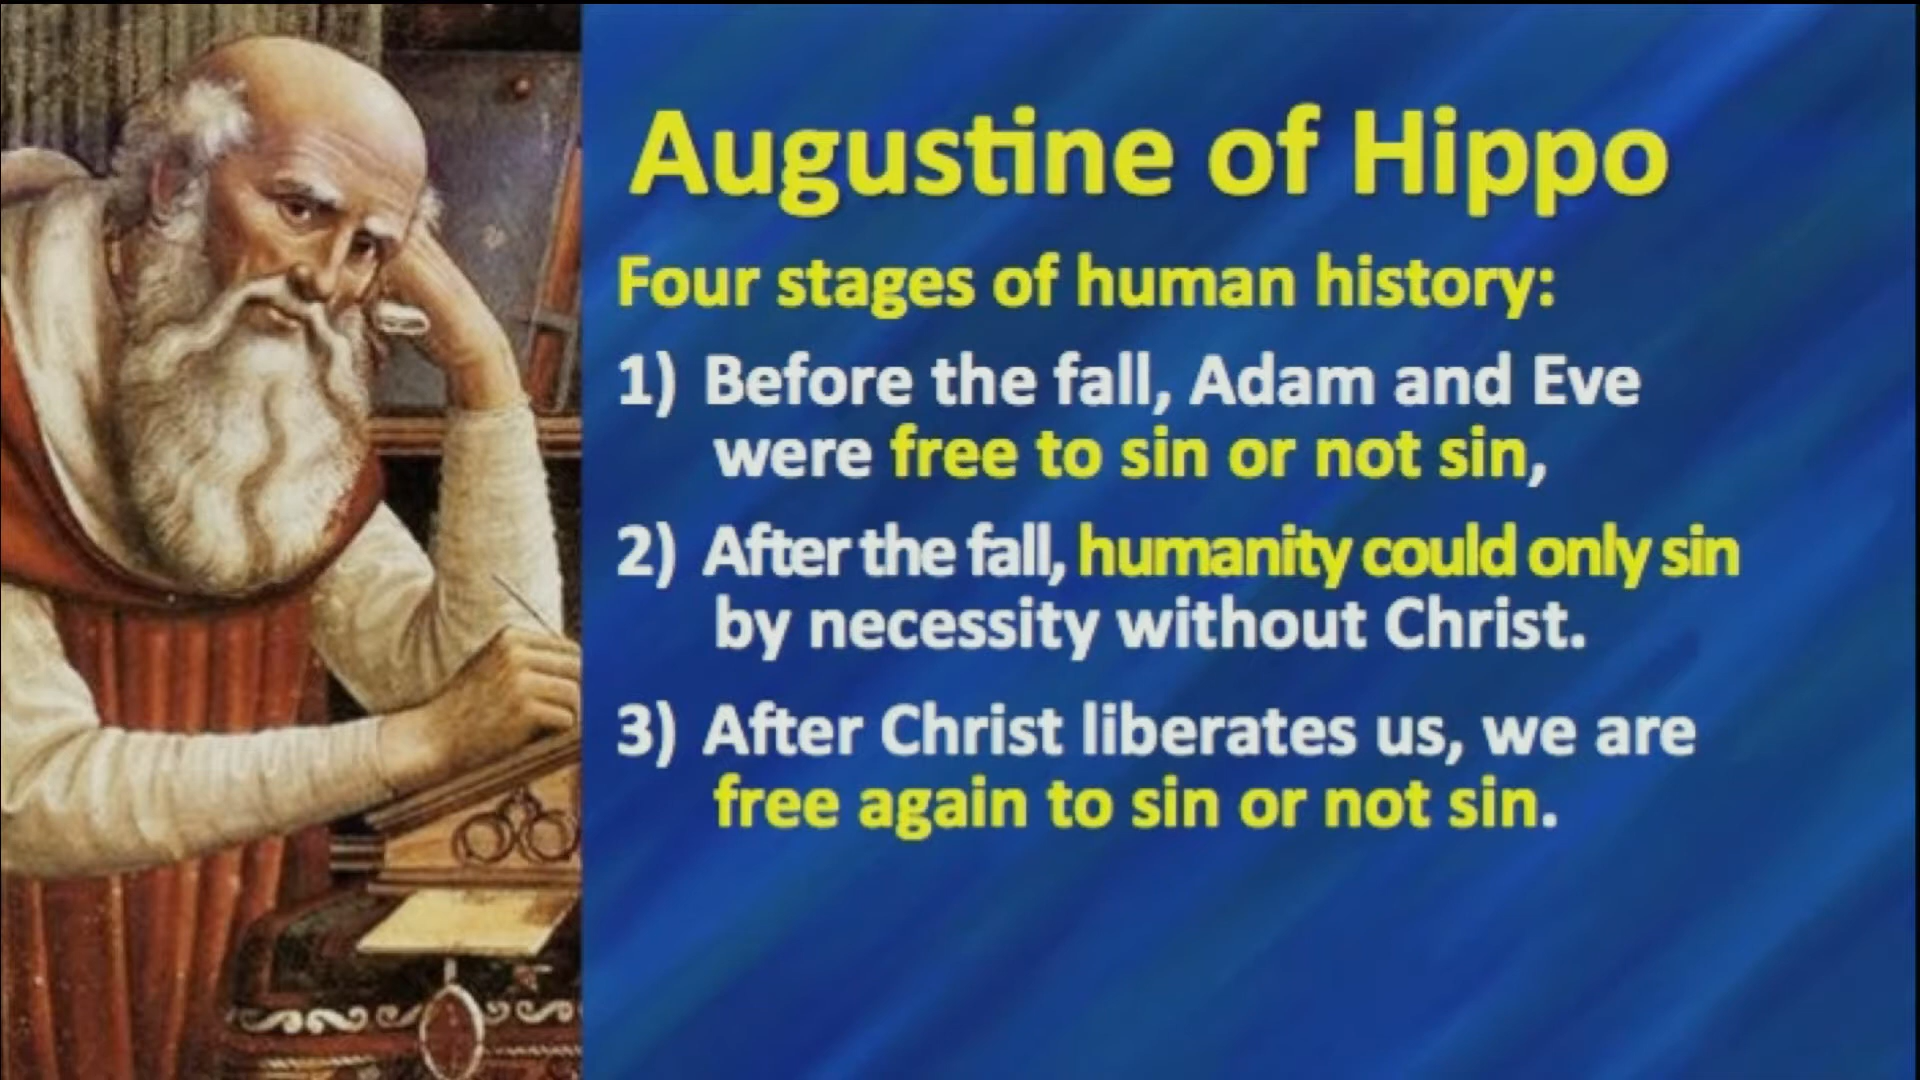 Augustine of Hippo
Four stages of human history:
1) Before the fall, Adam and Eve
were free to sin or not sin,
2) After the fall, humanity could only sin
by necessity without Christ.
3) After Christ liberates us, we are
free again to sin or not sin.